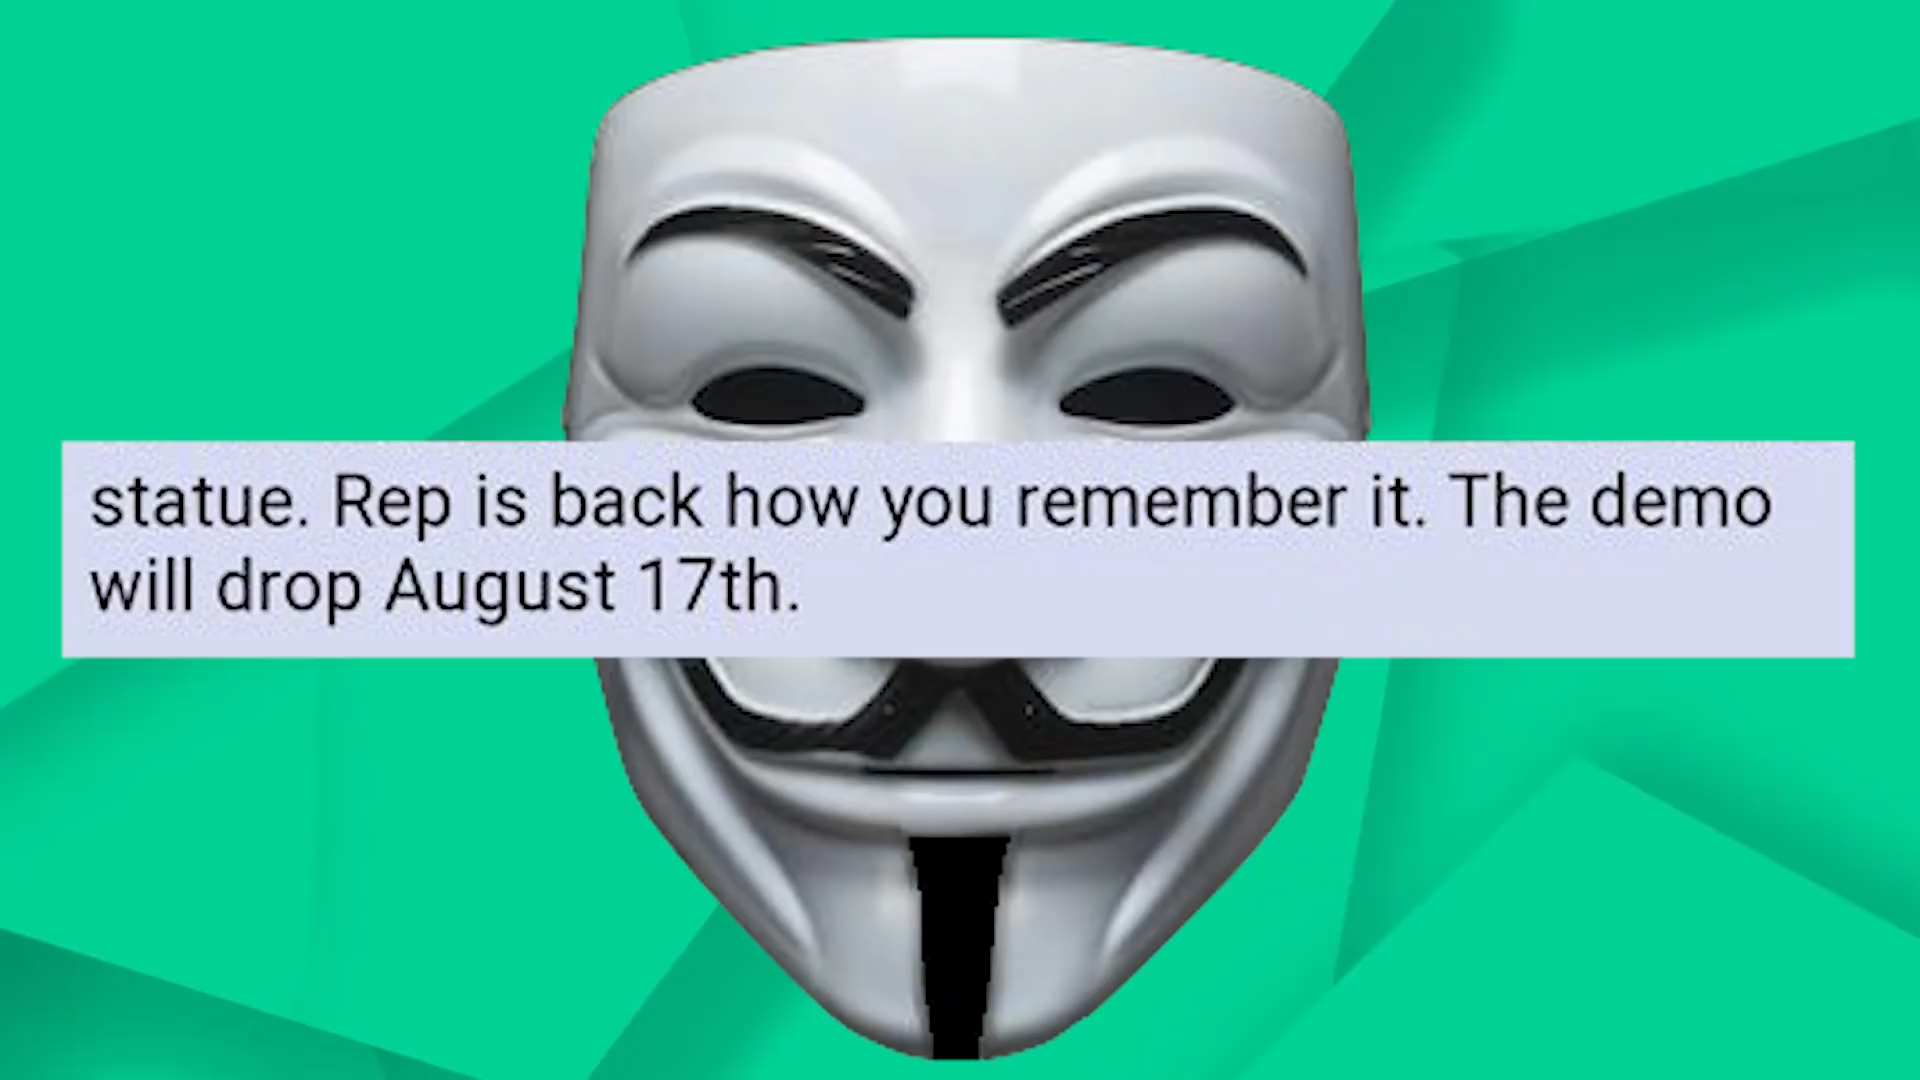 statue. Rep is back how you remember it. The demo
will drop August 17th.